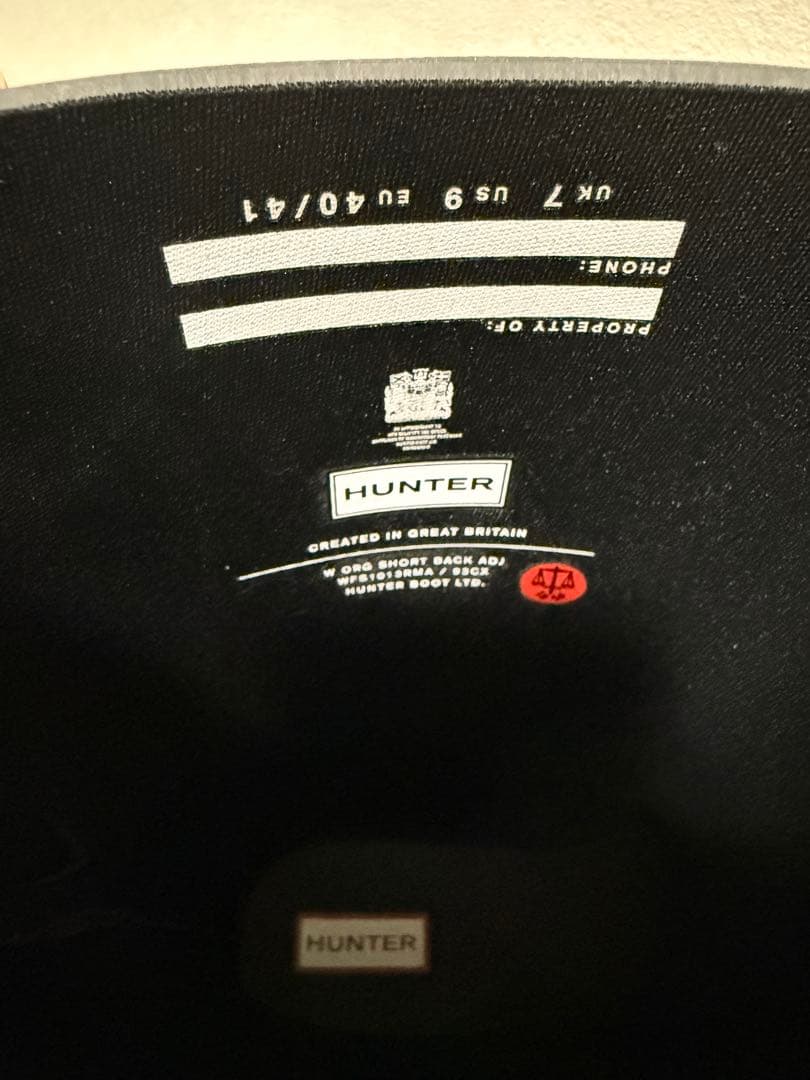 UK 7 US 9 EU 40/41
PHONE:
PROPERTY OF:
HUNTER
CREATED IN GREAT BRITAIN
W ORG SHORT BACK ADJ
WFS1013RMA /
HUNTER BOOT LTD.
HUNTER